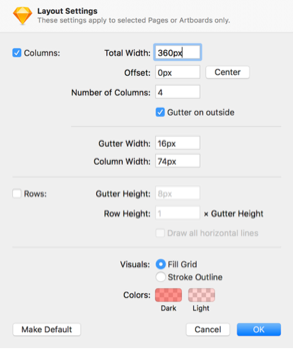 Layout Settings
These settings apply to selected Pages or Artboards only.
Columns: Total Width: 360px
Offset: 0px Center
Number of Columns: 4
Gutter on outside
Gutter Width: 16px
Column Width: 74px
Rows: Gutter Height: 8px
Row Height: 1 × Gutter Height
Draw all horizontal lines
Visuals: Fill Grid
Stroke Outline
Colors:
Dark Light
Make Default Cancel OK